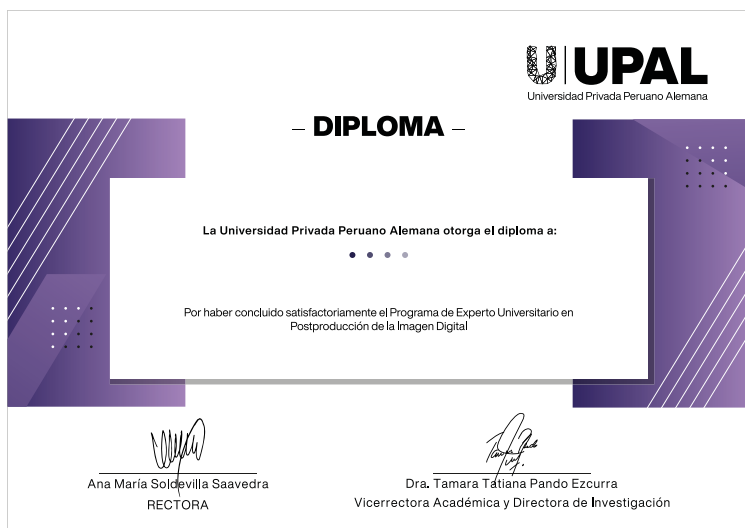 UPAL
Universidad Privada Peruano Alemana
– DIPLOMA –
La Universidad Privada Peruano Alemana otorga el diploma a:
Por haber concluido satisfactoriamente el Programa de Experto Universitario en
Postproducción de la Imagen Digital
Ana María Soldevilla Saavedra
RECTORA
Dra. Tamara Tatiana Pando Ezcurra
Vicerrectora Académica y Directora de Investigación